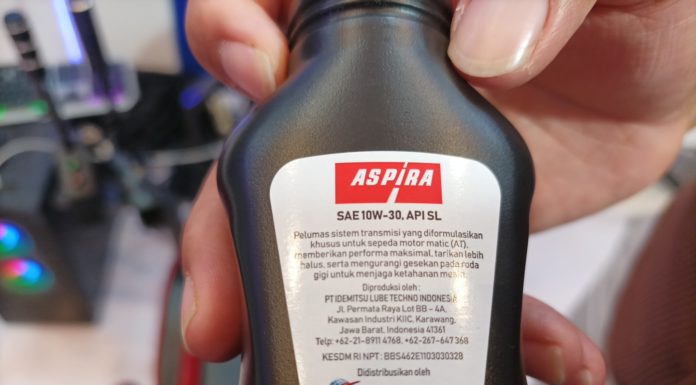 ASPIRA
SAE 10W-30, API SL
Pelumas sistem transmisi yang diformulasikan
khusus untuk sepeda motor matic (AT),
memberikan performa maksimal, tarikan lebih
halus, serta mengurangi gesekan pada roda
gigi untuk menjaga ketahanan mesin.
Diproduksi oleh :
PT IDEMITSU LUBE TECHNO INDONESIA
Jl. Permata Raya Lot BB – 4A,
Kawasan Industri KIIC, Karawang,
Jawa Barat, Indonesia 41361
Telp: +62-21-8911 4768, +62-267-647 368
KESDM RI NPT : BBS462E1103030328
Didistribusikan oleh